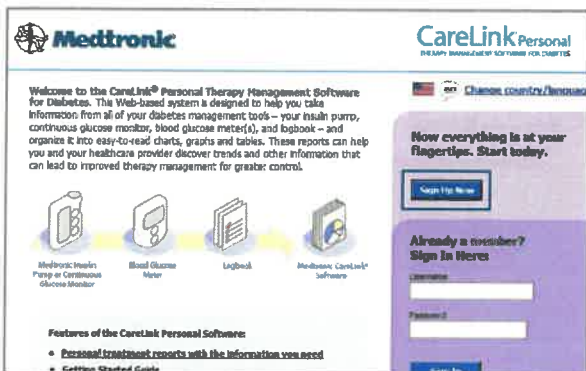 Medtronic
CareLink Personal
THERAPY MANAGEMENT SOFTWARE FOR DIABETES
Welcome to the CareLink® Personal Therapy Management Software
for Diabetes. This Web-based system is designed to help you take
information from all of your diabetes management tools – your insulin pump,
continuous glucose monitor, blood glucose meter(s), and logbook – and
organize it into easy-to-read charts, graphs and tables. These reports can help
you and your healthcare provider discover trends and other information that
can lead to improved therapy management for greater control.
Medtronic Insulin
Pump or Continuous
Glucose Monitor
Blood Glucose
Meter
Logbook
Medtronic CareLink®
Software
Features of the CareLink Personal Software:
• Personal treatment reports with the information you need
• Getting Started Guide
en Change country/languag
Now everything is at your
fingertips. Start today.
Sign Up Now
Already a member?
Sign In Here:
Username
Password
Sign In